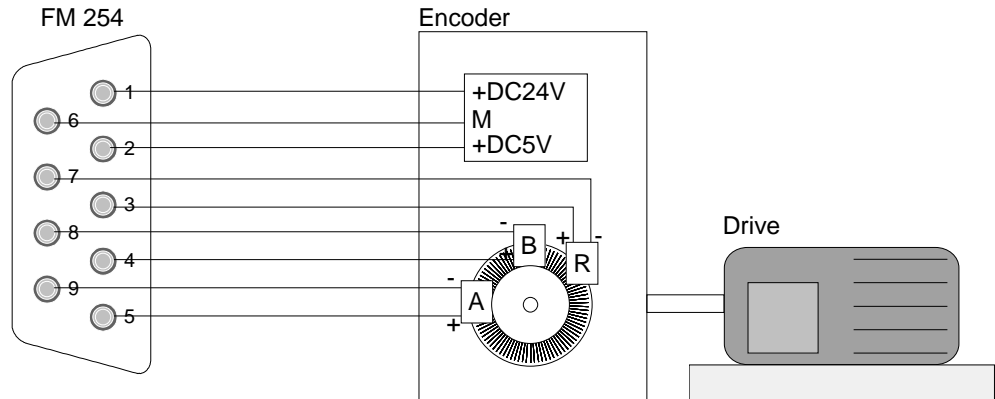 FM 254
Encoder
1
+DC24V
6
M
2
+DC5V
7
3
8
-
B
+
-
R
+
4
9
-
A
5
+
Drive